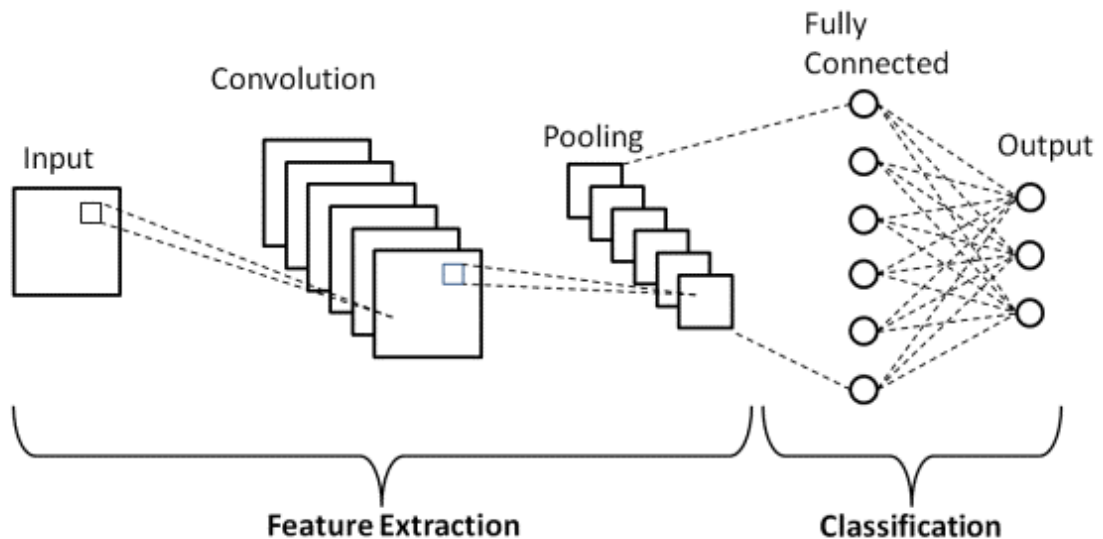 Fully
Connected
Convolution
Pooling
Output
Input
Feature Extraction
Classification